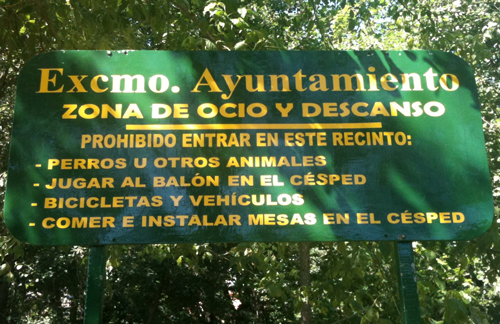 Excmo. Ayuntamiento
ZONA DE OCIO Y DESCANSO
PROHIBIDO ENTRAR EN ESTE RECINTO:
- PERROS U OTROS ANIMALES
- JUGAR AL BALÓN EN EL CÉSPED
- BICICLETAS Y VEHÍCULOS
- COMER E INSTALAR MESAS EN EL CÉSPED